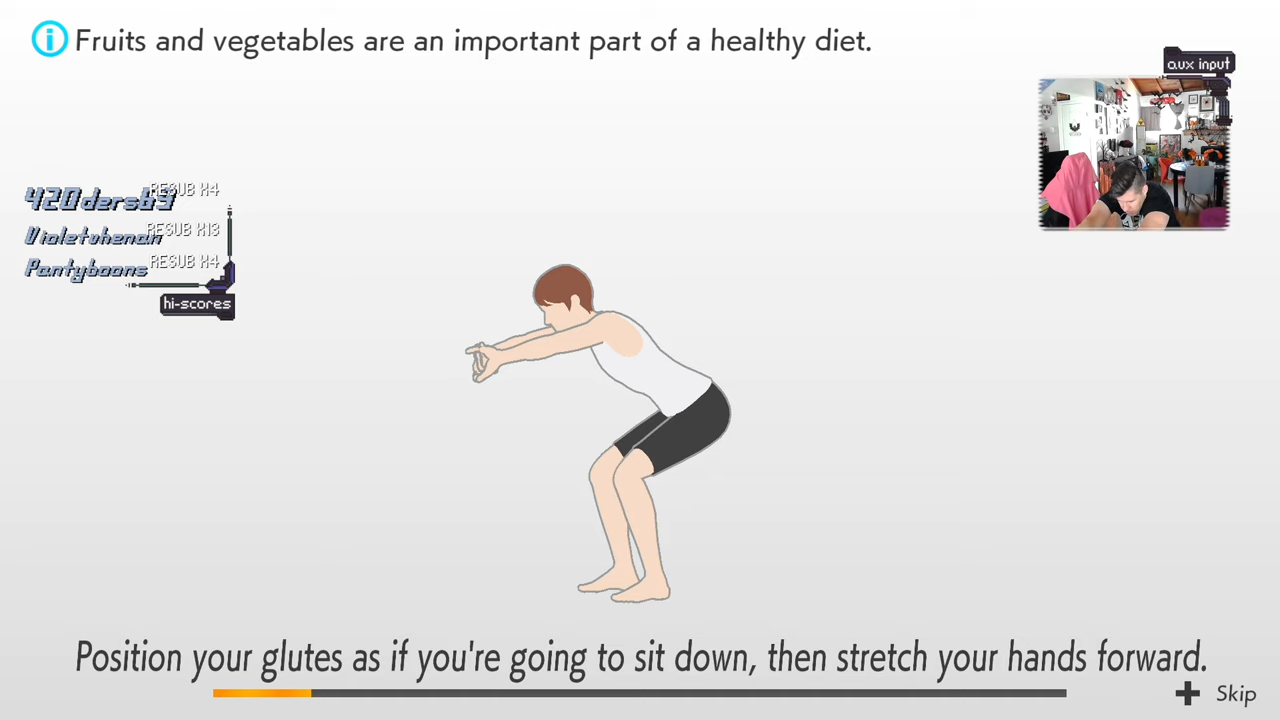 Fruits and vegetables are an important part of a healthy diet.
aux input
420ders69 RESUB X4
Violetvhenan RESUB X13
Pantyboons RESUB X4
hi-scores
Position your glutes as if you're going to sit down, then stretch your hands forward.
Skip